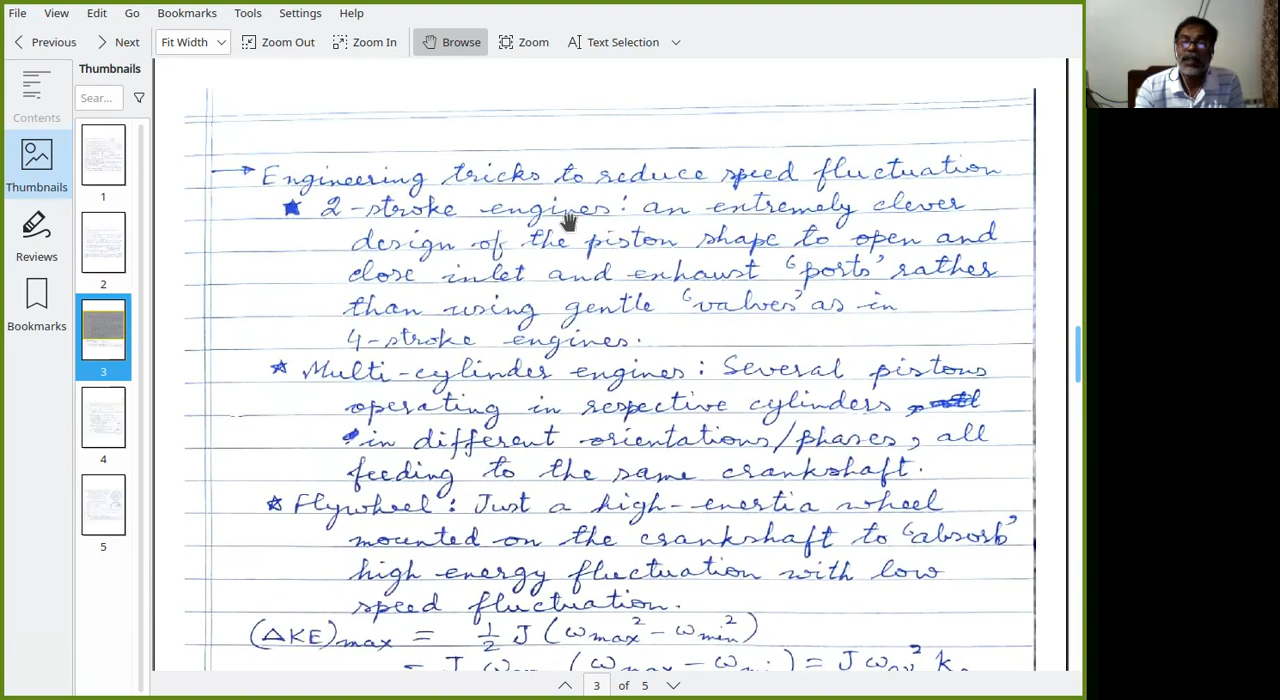 File View Edit Go Bookmarks Tools Settings Help
Previous Next Fit Width Zoom Out Zoom In Browse Zoom Text Selection
Contents
Thumbnails
Reviews
Bookmarks
Thumbnails
Sear...
1
2
3
4
5
→ Engineering tricks to reduce speed fluctuation
★ 2-stroke engines: an extremely clever
design of the piston shape to open and
close inlet and exhaust ‘ports’ rather
than using gentle ‘valves’ as in
4-stroke engines.
★ Multi-cylinder engines: Several pistons
operating in respective cylinders
in different orientations/phases, all
feeding to the same crankshaft.
★ Flywheel: Just a high-enertia wheel
mounted on the crankshaft to ‘absorb’
high energy fluctuation with low
speed fluctuation.
(ΔKE)max = ½ J (ωmax² − ωmin²)
3 of 5